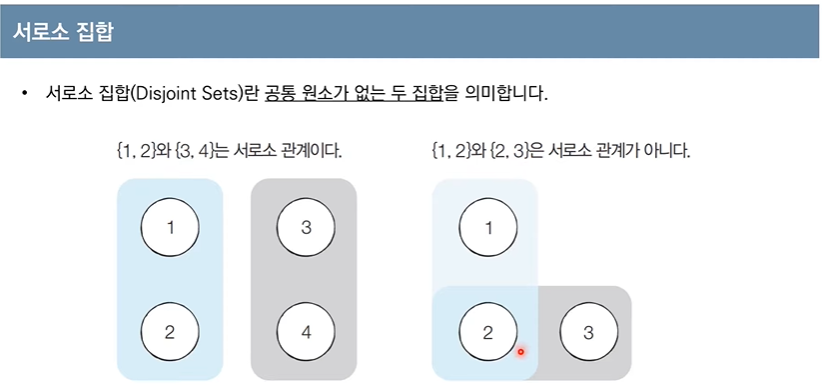 서로소 집합
• 서로소 집합(Disjoint Sets)란 공통 원소가 없는 두 집합을 의미합니다.
{1, 2}와 {3, 4}는 서로소 관계이다.
{1, 2}와 {2, 3}은 서로소 관계가 아니다.
1 3 1
2 4 2 3